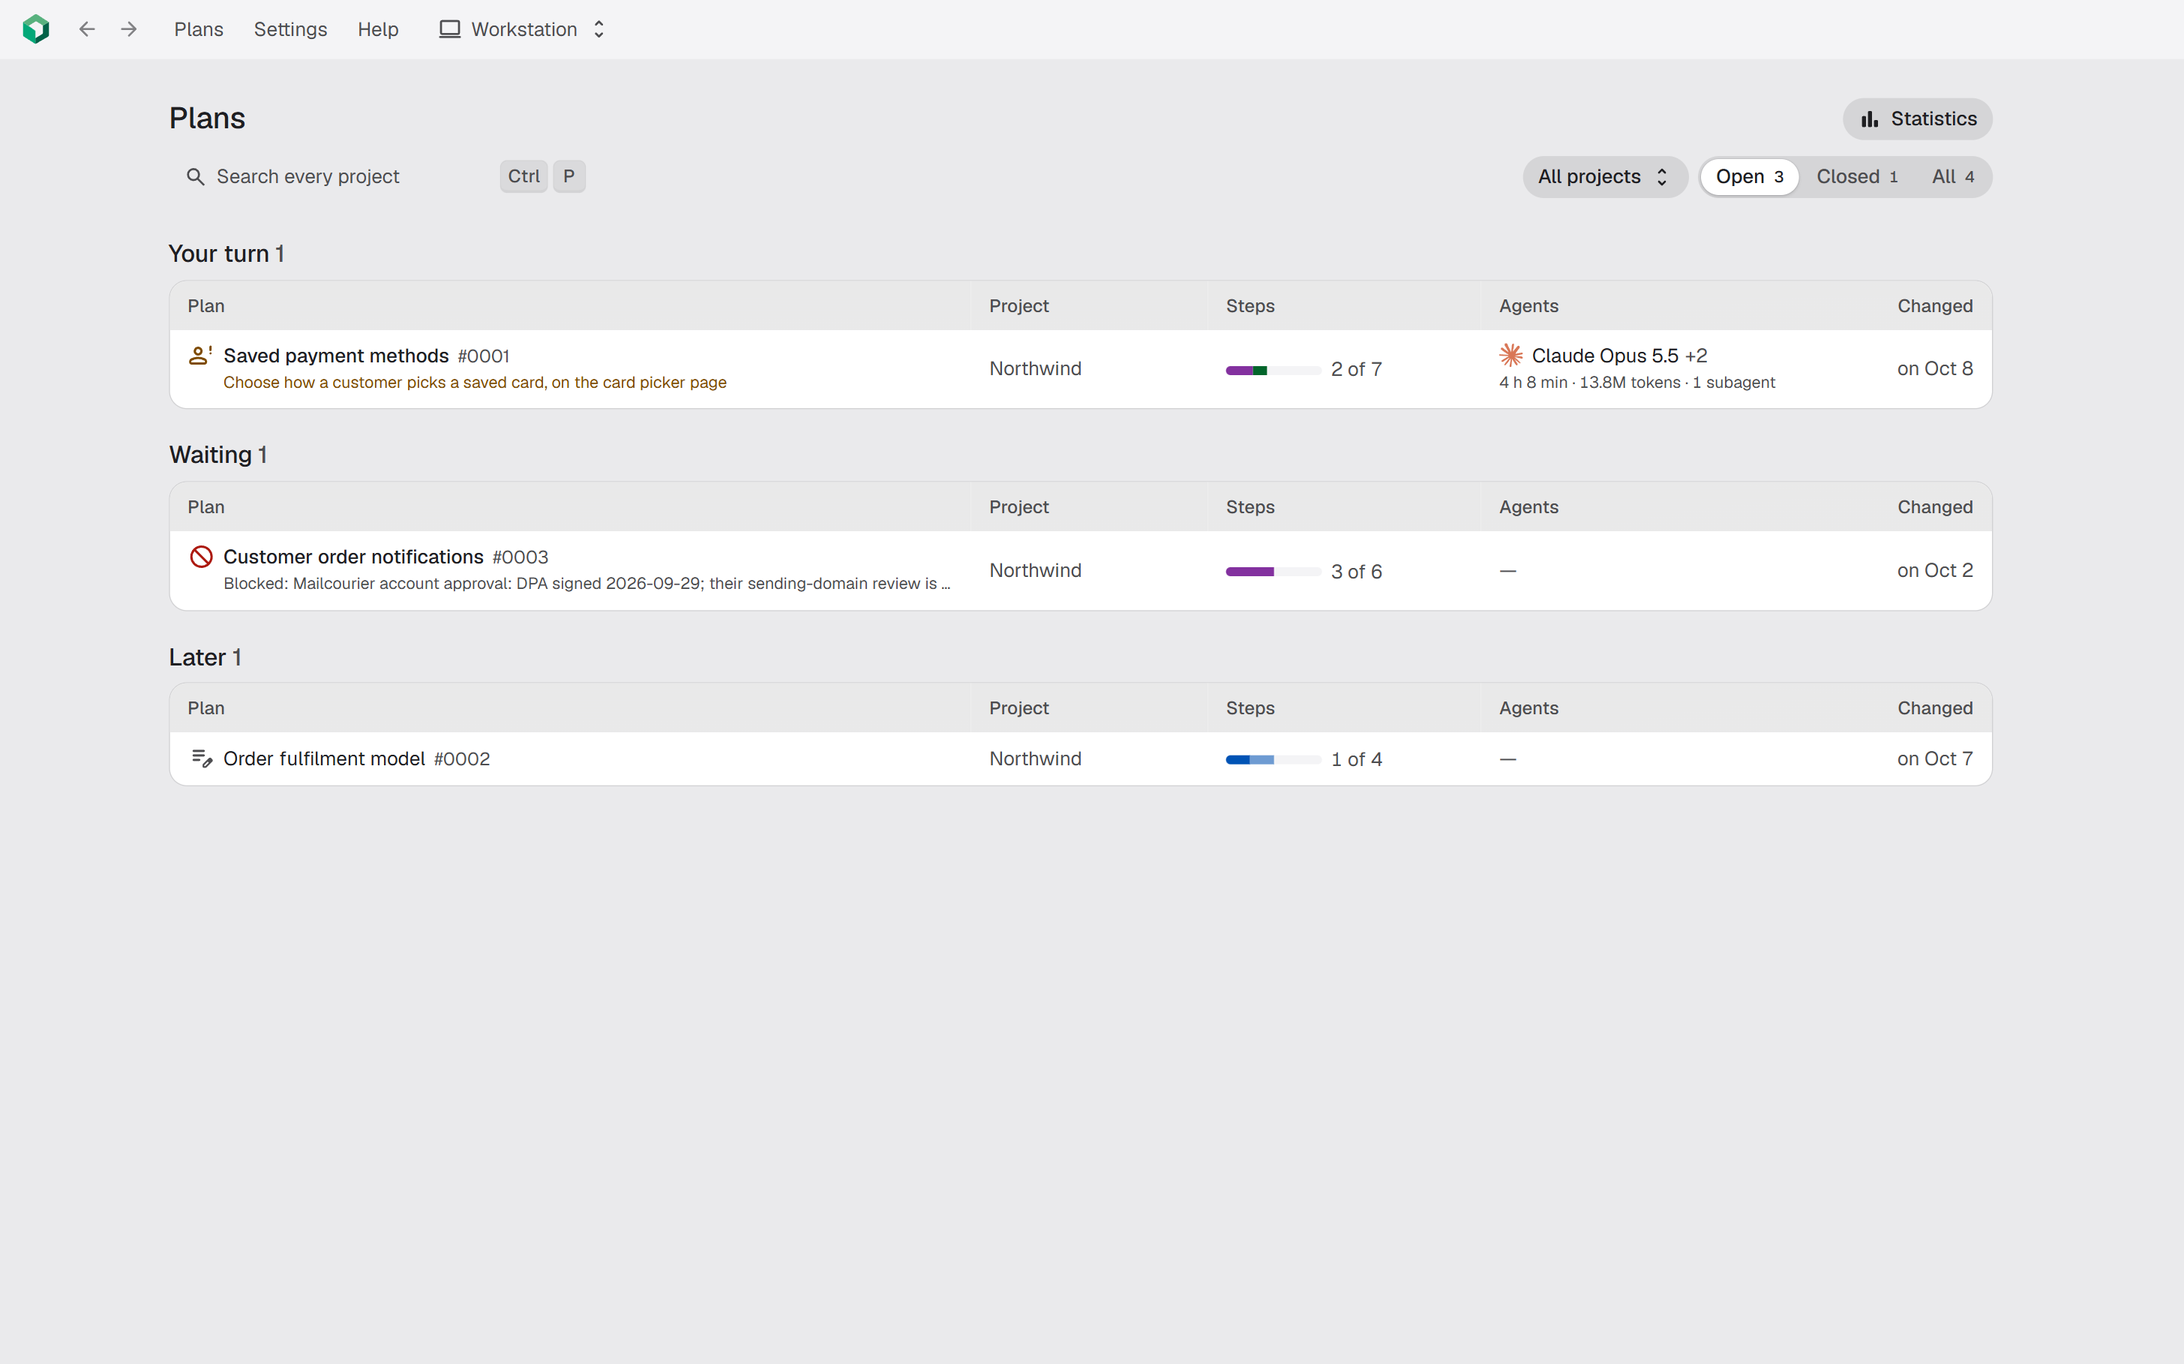 Plans Settings Help Workstation
Plans
Statistics
Search every project Ctrl P
All projects Open 3 Closed 1 All 4
Your turn 1
Plan Project Steps Agents Changed
Saved payment methods #0001
Choose how a customer picks a saved card, on the card picker page
Northwind 2 of 7
Claude Opus 5.5 +2
4 h 8 min · 13.8M tokens · 1 subagent
on Oct 8
Waiting 1
Plan Project Steps Agents Changed
Customer order notifications #0003
Blocked: Mailcourier account approval: DPA signed 2026-09-29; their sending-domain review is ...
Northwind 3 of 6 — on Oct 2
Later 1
Plan Project Steps Agents Changed
Order fulfilment model #0002 Northwind 1 of 4 — on Oct 7